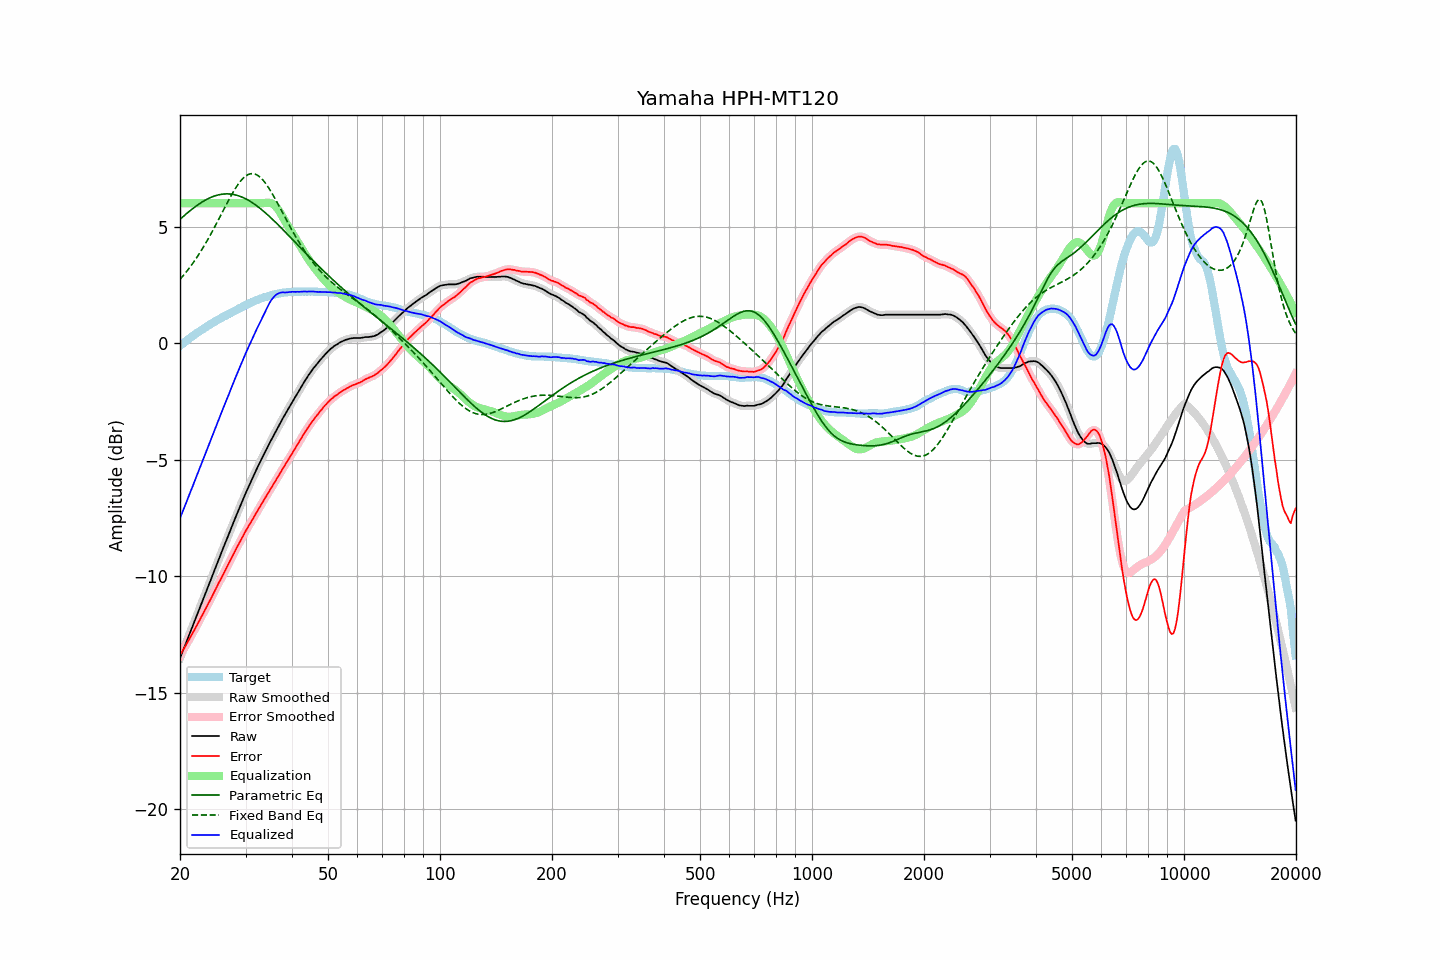 Yamaha HPH-MT120
Amplitude (dBr)
5
0
−5
−10
−15
−20
Target
Raw Smoothed
Error Smoothed
Raw
Error
Equalization
Parametric Eq
Fixed Band Eq
Equalized
20 50 100 200 500 1000 2000 5000 10000 20000
Frequency (Hz)